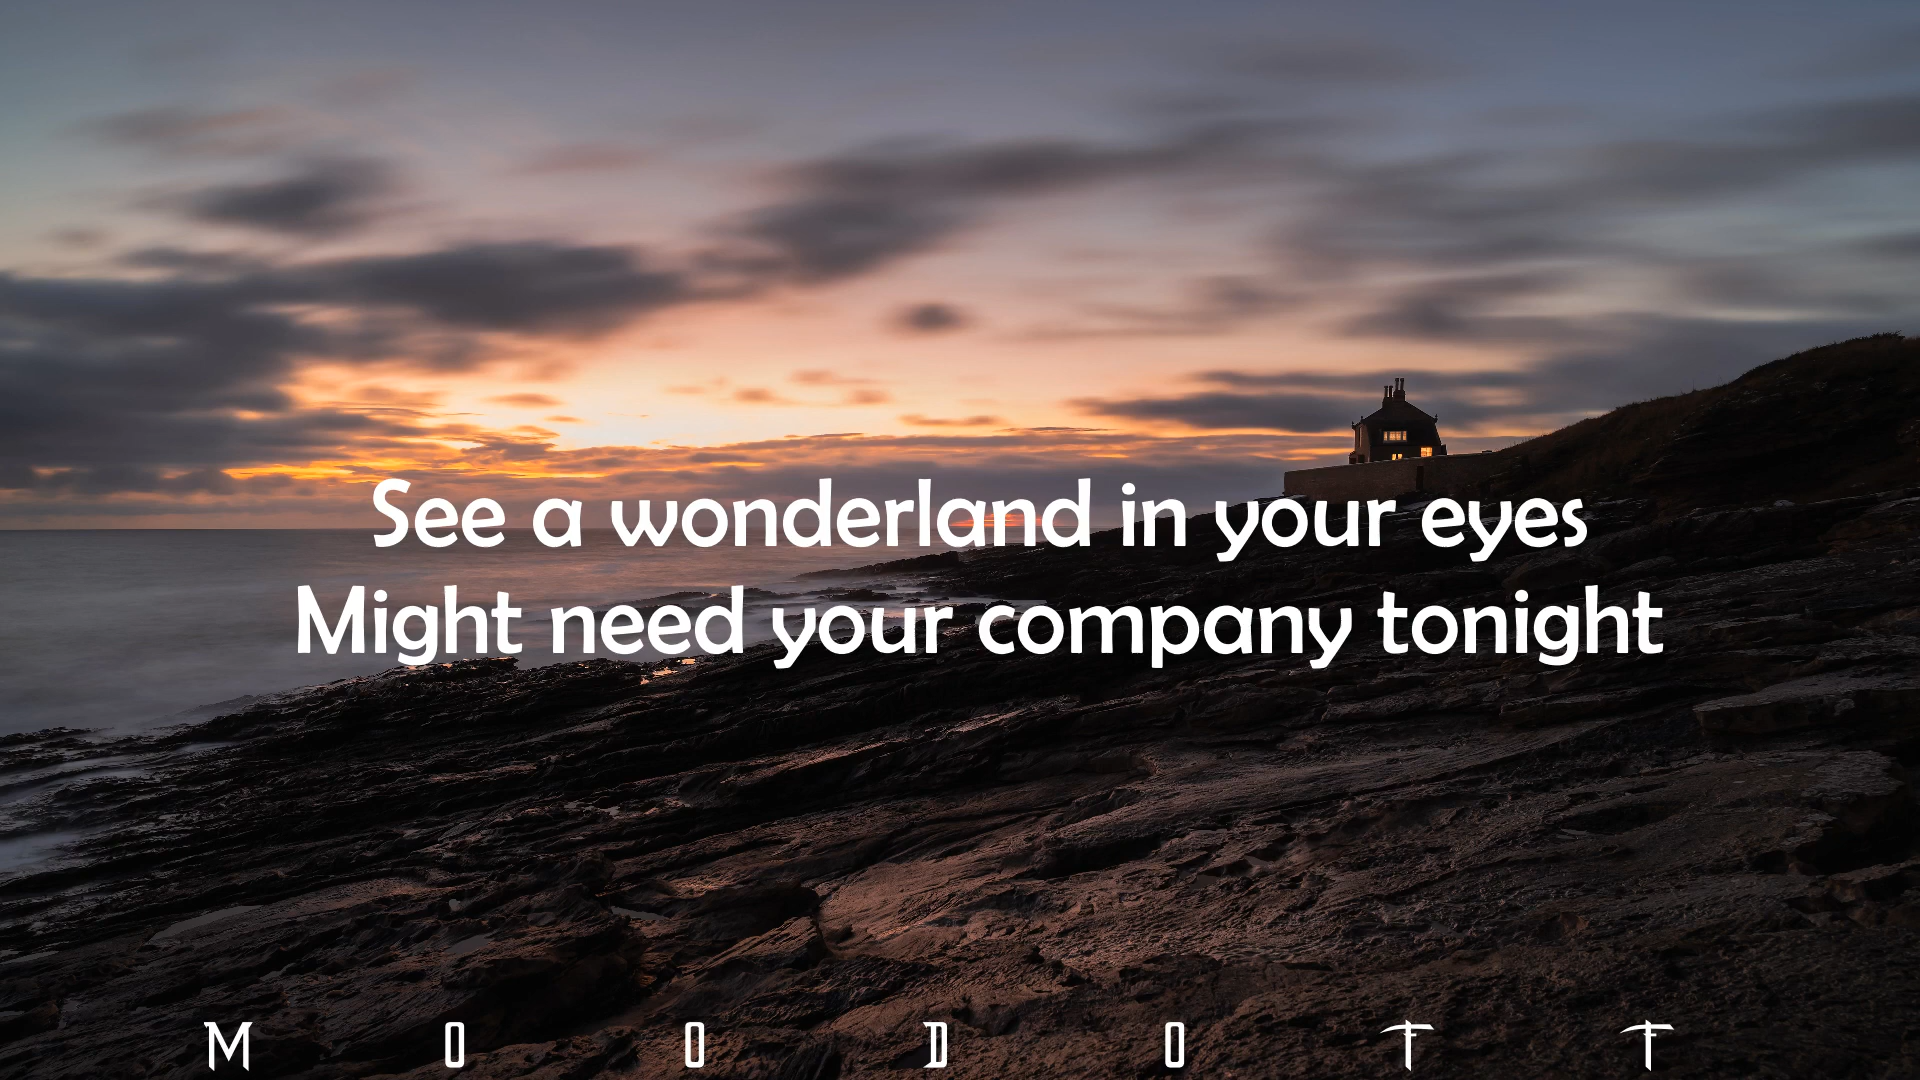 See a wonderland in your eyes
Might need your company tonight
M O O D O F F